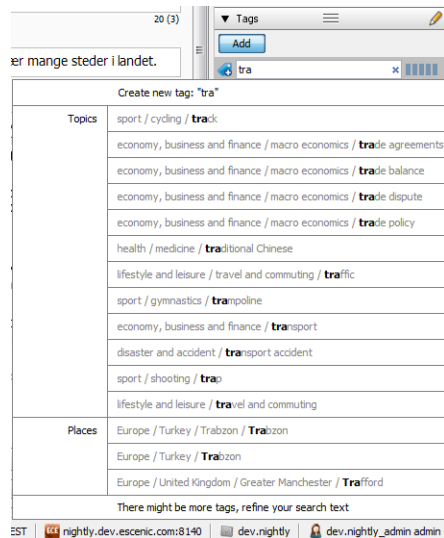 20 (3)
ær mange steder i landet.
Tags
Add
tra
Create new tag: "tra"
Topics
sport / cycling / track
economy, business and finance / macro economics / trade agreements
economy, business and finance / macro economics / trade balance
economy, business and finance / macro economics / trade dispute
economy, business and finance / macro economics / trade policy
health / medicine / traditional Chinese
lifestyle and leisure / travel and commuting / traffic
sport / gymnastics / trampoline
economy, business and finance / transport
disaster and accident / transport accident
sport / shooting / trap
lifestyle and leisure / travel and commuting
Places
Europe / Turkey / Trabzon / Trabzon
Europe / Turkey / Trabzon
Europe / United Kingdom / Greater Manchester / Trafford
There might be more tags, refine your search text
EST ECE nightly.dev.escenic.com:8140 dev.nightly dev.nightly_admin admin